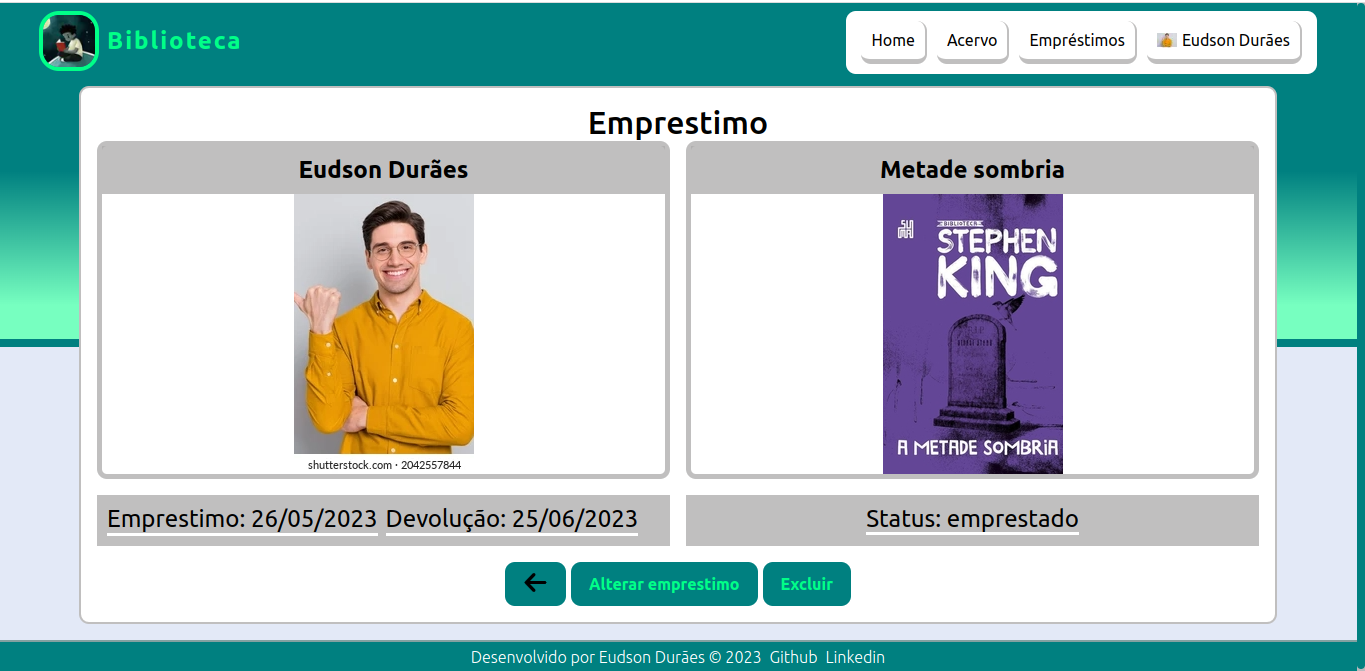 Biblioteca
Home Acervo Empréstimos Eudson Durães
Emprestimo
Eudson Durães
shutterstock.com · 2042557844
Metade sombria
BIBLIOTECA
STEPHEN
KING
A METADE SOMBRIA
Emprestimo: 26/05/2023 Devolução: 25/06/2023
Status: emprestado
Alterar emprestimo Excluir
Desenvolvido por Eudson Durães © 2023 Github Linkedin